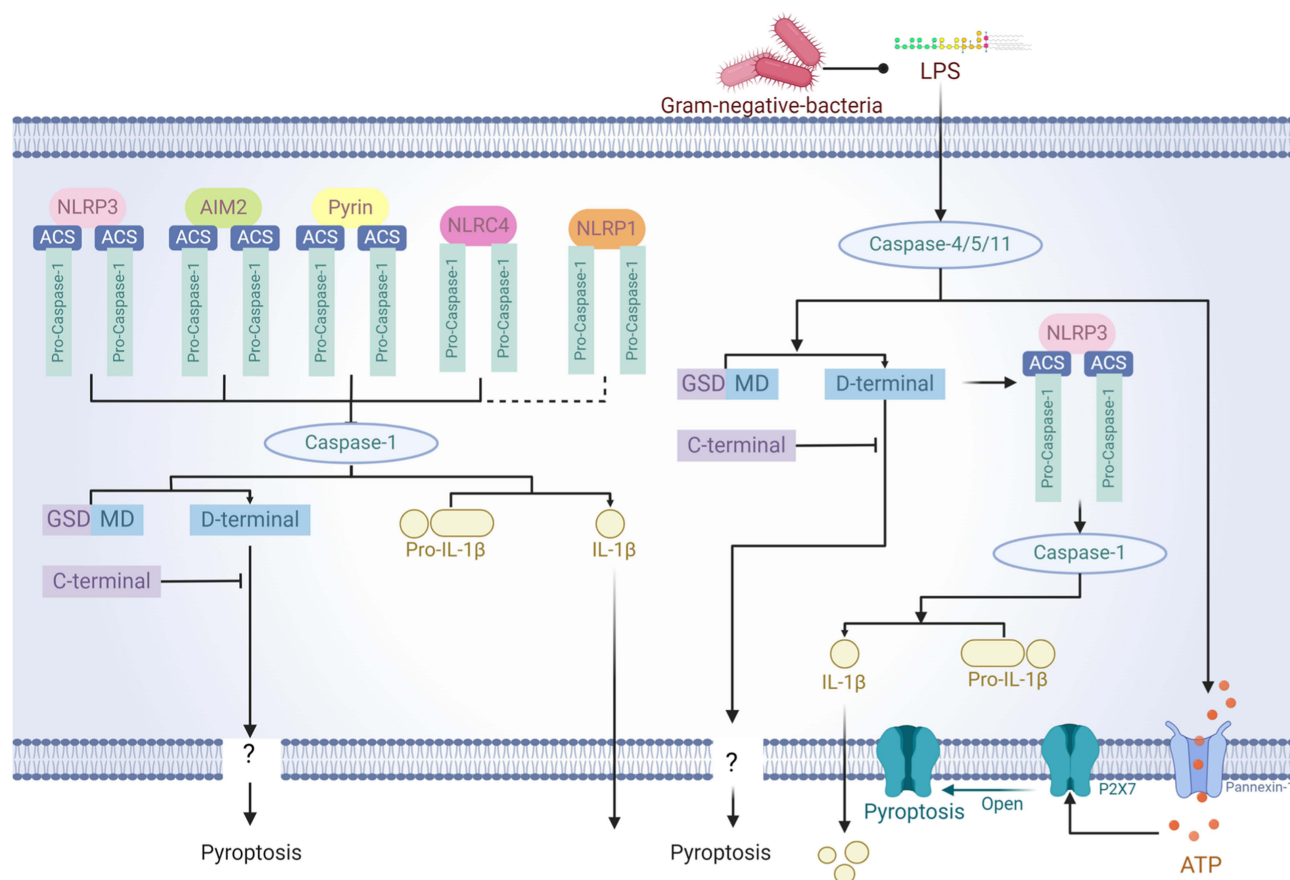 LPS
Gram-negative-bacteria
NLRP3
AIM2
Pyrin
NLRC4
NLRP1
ACS
ACS
ACS
ACS
ACS
ACS
Pro-Caspase-1
Pro-Caspase-1
Pro-Caspase-1
Pro-Caspase-1
Pro-Caspase-1
Pro-Caspase-1
Pro-Caspase-1
Pro-Caspase-1
Pro-Caspase-1
Pro-Caspase-1
Caspase-4/5/11
NLRP3
ACS
ACS
Pro-Caspase-1
Pro-Caspase-1
GSD MD
D-terminal
C-terminal
Caspase-1
GSD MD
D-terminal
Pro-IL-1β
IL-1β
C-terminal
Caspase-1
IL-1β
Pro-IL-1β
?
?
Pyroptosis
Open
P2X7
Pannexin-
Pyroptosis
Pyroptosis
ATP